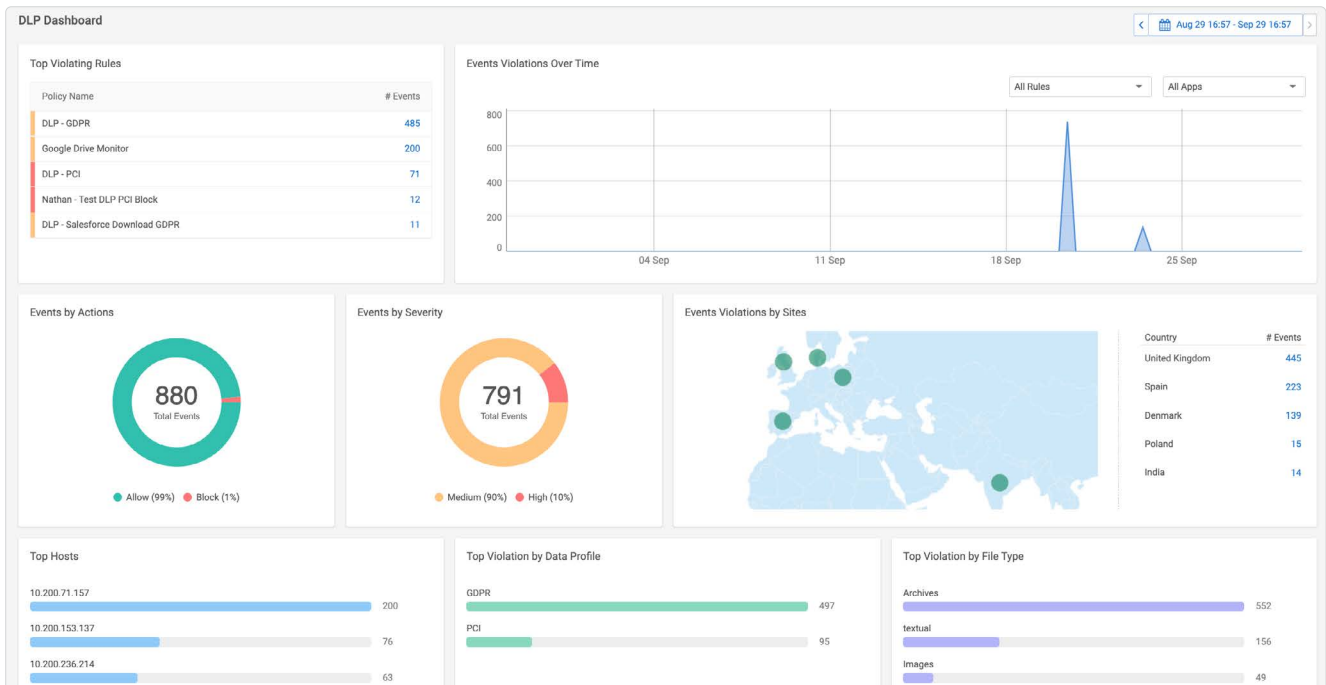 DLP Dashboard
Aug 29 16:57 - Sep 29 16:57
Top Violating Rules
Policy Name # Events
DLP - GDPR 485
Google Drive Monitor 200
DLP - PCI 71
Nathan - Test DLP PCI Block 12
DLP - Salesforce Download GDPR 11
Events Violations Over Time
All Rules All Apps
800
600
400
200
0
04 Sep 11 Sep 18 Sep 25 Sep
Events by Actions
880
Total Events
Allow (99%) Block (1%)
Events by Severity
791
Total Events
Medium (90%) High (10%)
Events Violations by Sites
Country # Events
United Kingdom 445
Spain 223
Denmark 139
Poland 15
India 14
Top Hosts
10.200.71.157
200
10.200.153.137
76
10.200.236.214
63
Top Violation by Data Profile
GDPR
497
PCI
95
Top Violation by File Type
Archives
552
textual
156
Images
49